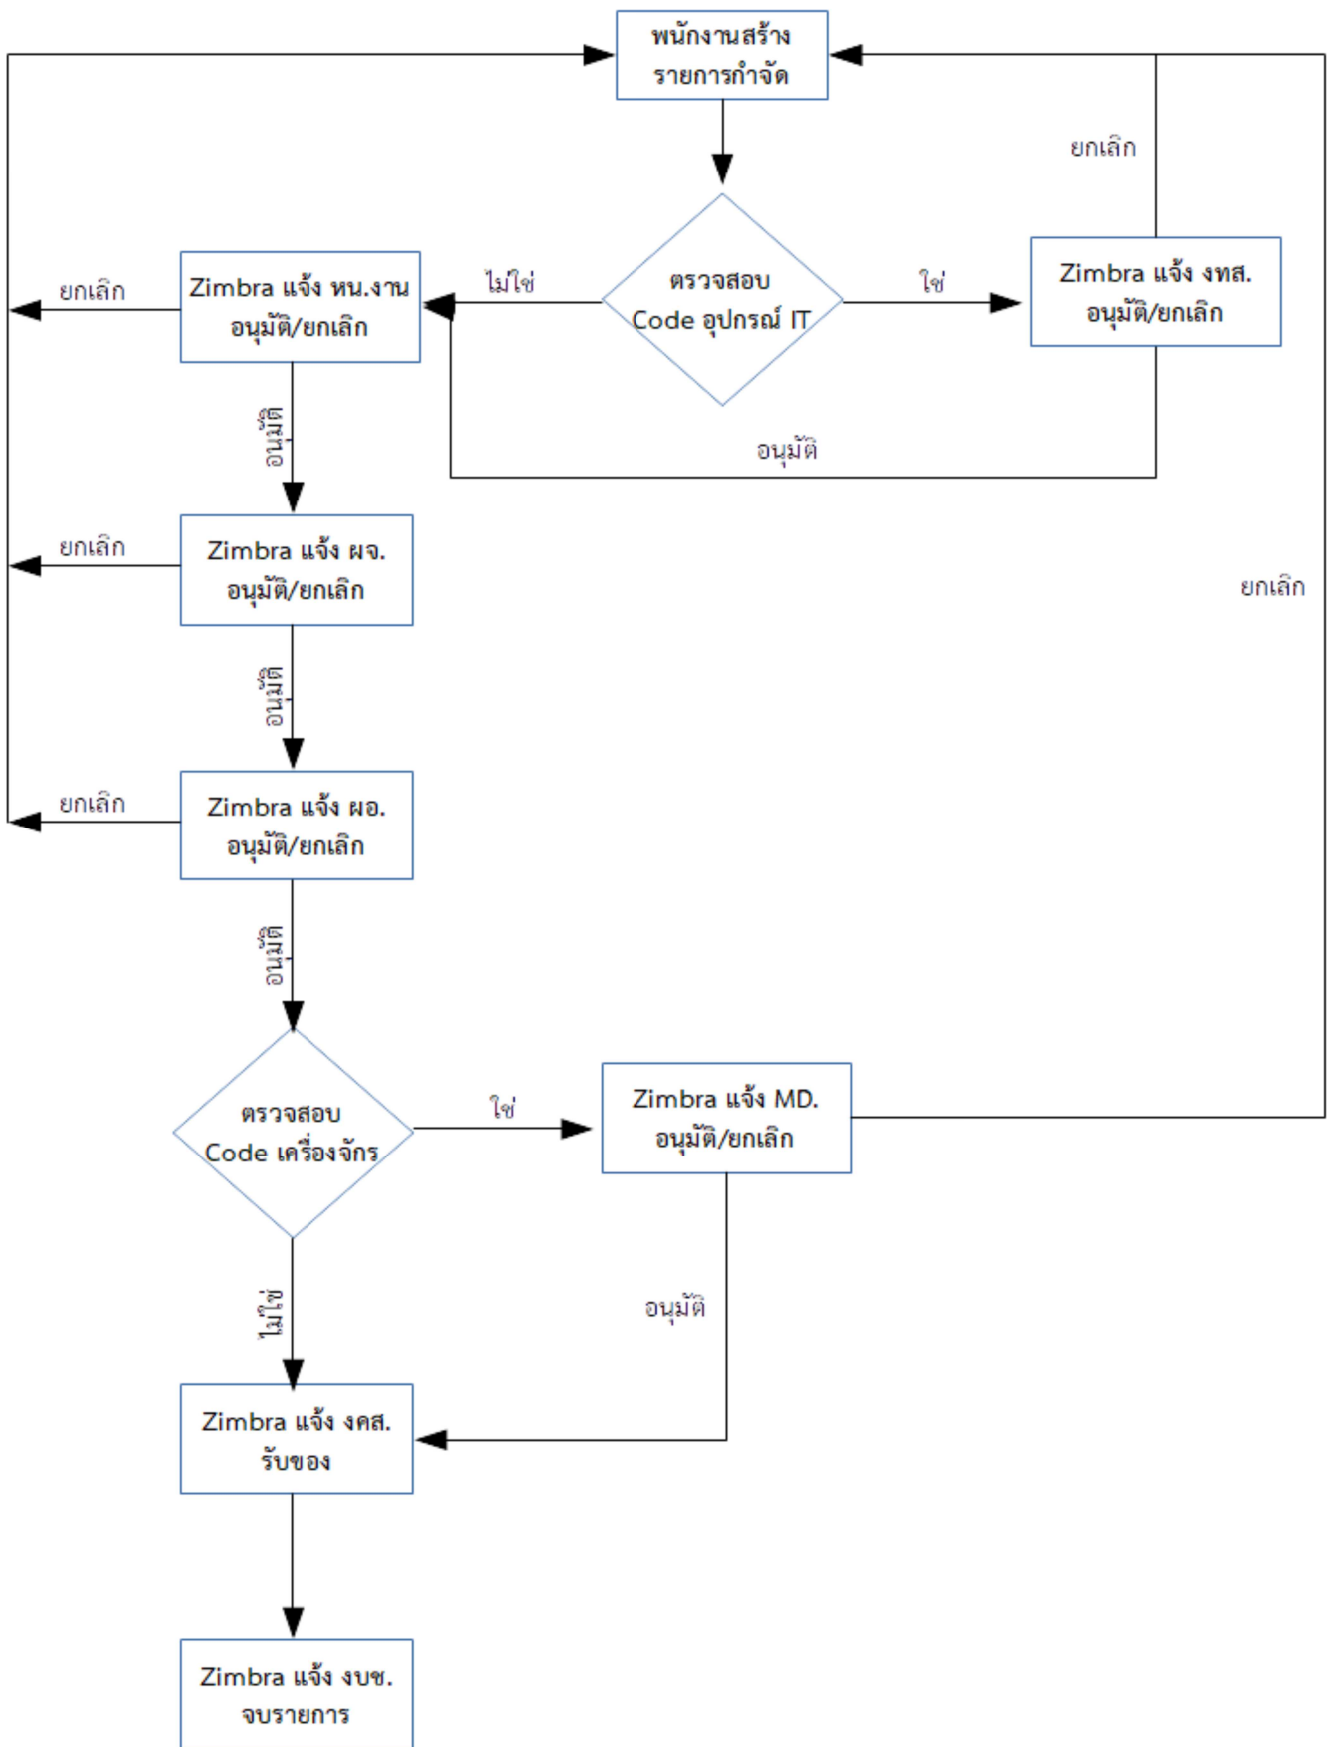 พนักงานสร้าง
รายการกำจัด
ยกเลิก
ยกเลิก
Zimbra แจ้ง หน.งาน
อนุมัติ/ยกเลิก
ไม่ใช่
ตรวจสอบ
Code อุปกรณ์ IT
ใช่
Zimbra แจ้ง งทส.
อนุมัติ/ยกเลิก
อนุมัติ
อนุมัติ
ยกเลิก
Zimbra แจ้ง ผจ.
อนุมัติ/ยกเลิก
ยกเลิก
อนุมัติ
ยกเลิก
Zimbra แจ้ง ผอ.
อนุมัติ/ยกเลิก
อนุมัติ
ตรวจสอบ
Code เครื่องจักร
ใช่
Zimbra แจ้ง MD.
อนุมัติ/ยกเลิก
ไม่ใช่
อนุมัติ
Zimbra แจ้ง งคส.
รับของ
Zimbra แจ้ง งบช.
จบรายการ